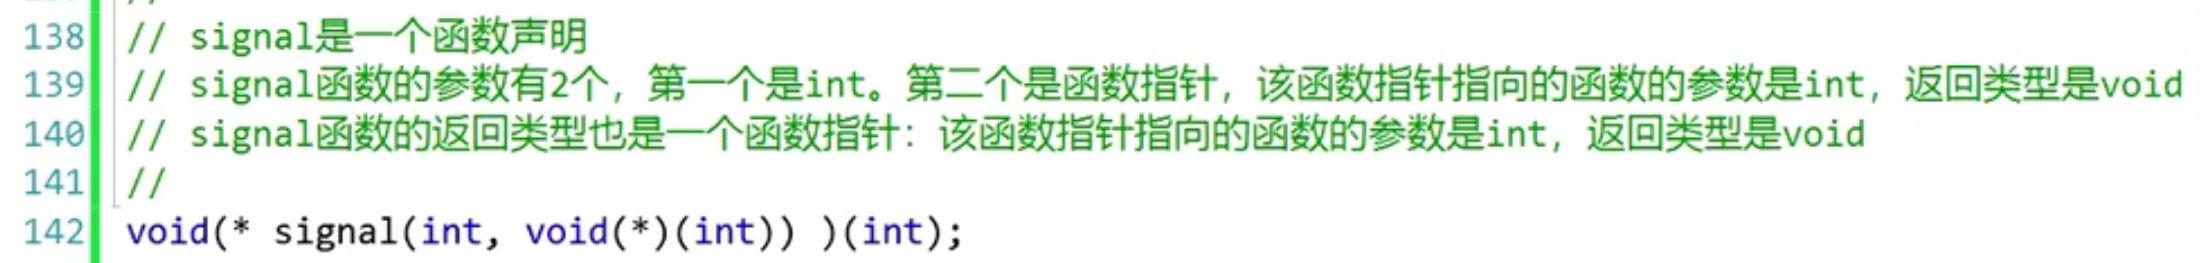 138 // signal是一个函数声明
139 // signal函数的参数有2个，第一个是int。第二个是函数指针，该函数指针指向的函数的参数是int，返回类型是void
140 // signal函数的返回类型也是一个函数指针：该函数指针指向的函数的参数是int，返回类型是void
141 //
142 void(* signal(int, void(*)(int)) )(int);